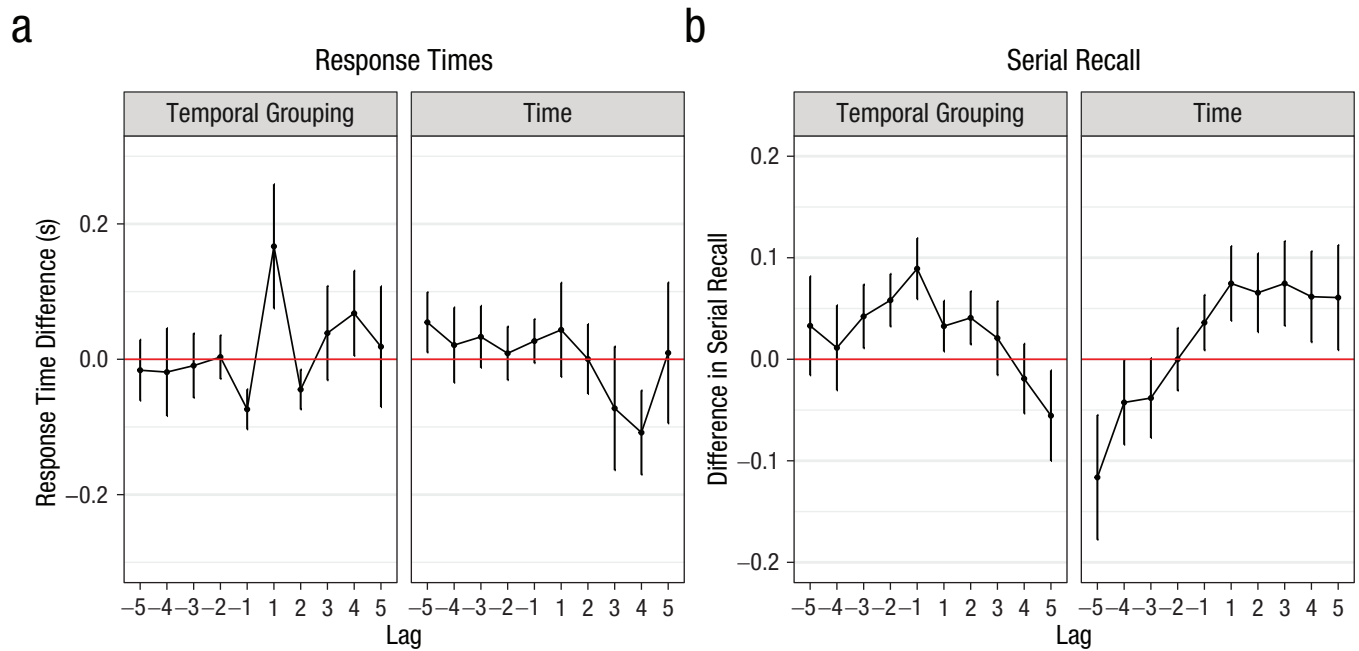 a
Response Times
Temporal Grouping
Time
Response Time Difference (s)
0.2
0.0
−0.2
−5 −4 −3 −2 −1 1 2 3 4 5
−5 −4 −3 −2 −1 1 2 3 4 5
Lag
b
Serial Recall
Temporal Grouping
Time
Difference in Serial Recall
0.2
0.1
0.0
−0.1
−0.2
−5 −4 −3 −2 −1 1 2 3 4 5
−5 −4 −3 −2 −1 1 2 3 4 5
Lag